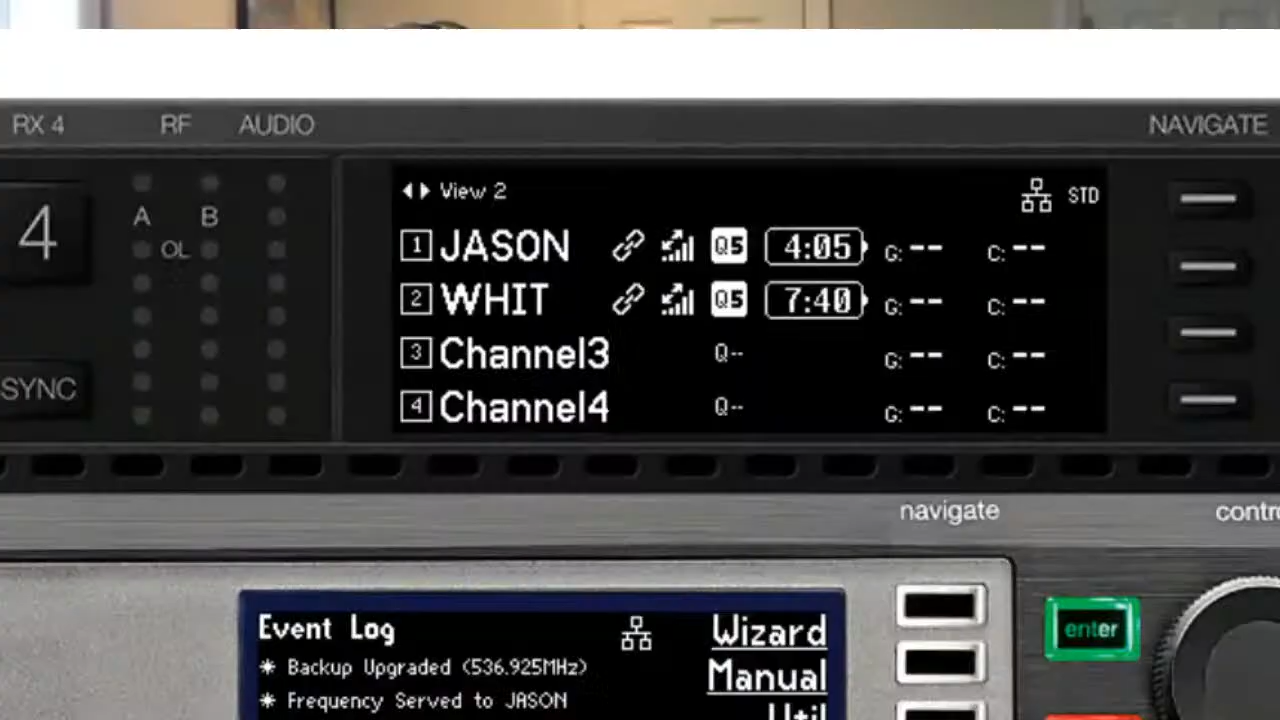 RX 4 RF AUDIO NAVIGATE
View 2 STD
4 A B
OL
1 JASON Q5 4:05 G: -- C: --
2 WHIT Q5 7:40 G: -- C: --
3 Channel3 Q-- G: -- C: --
SYNC
4 Channel4 Q-- G: -- C: --
navigate contro
Event Log Wizard
enter
* Backup Upgraded (536.925MHz)
Manual
* Frequency Served to JASON
Util